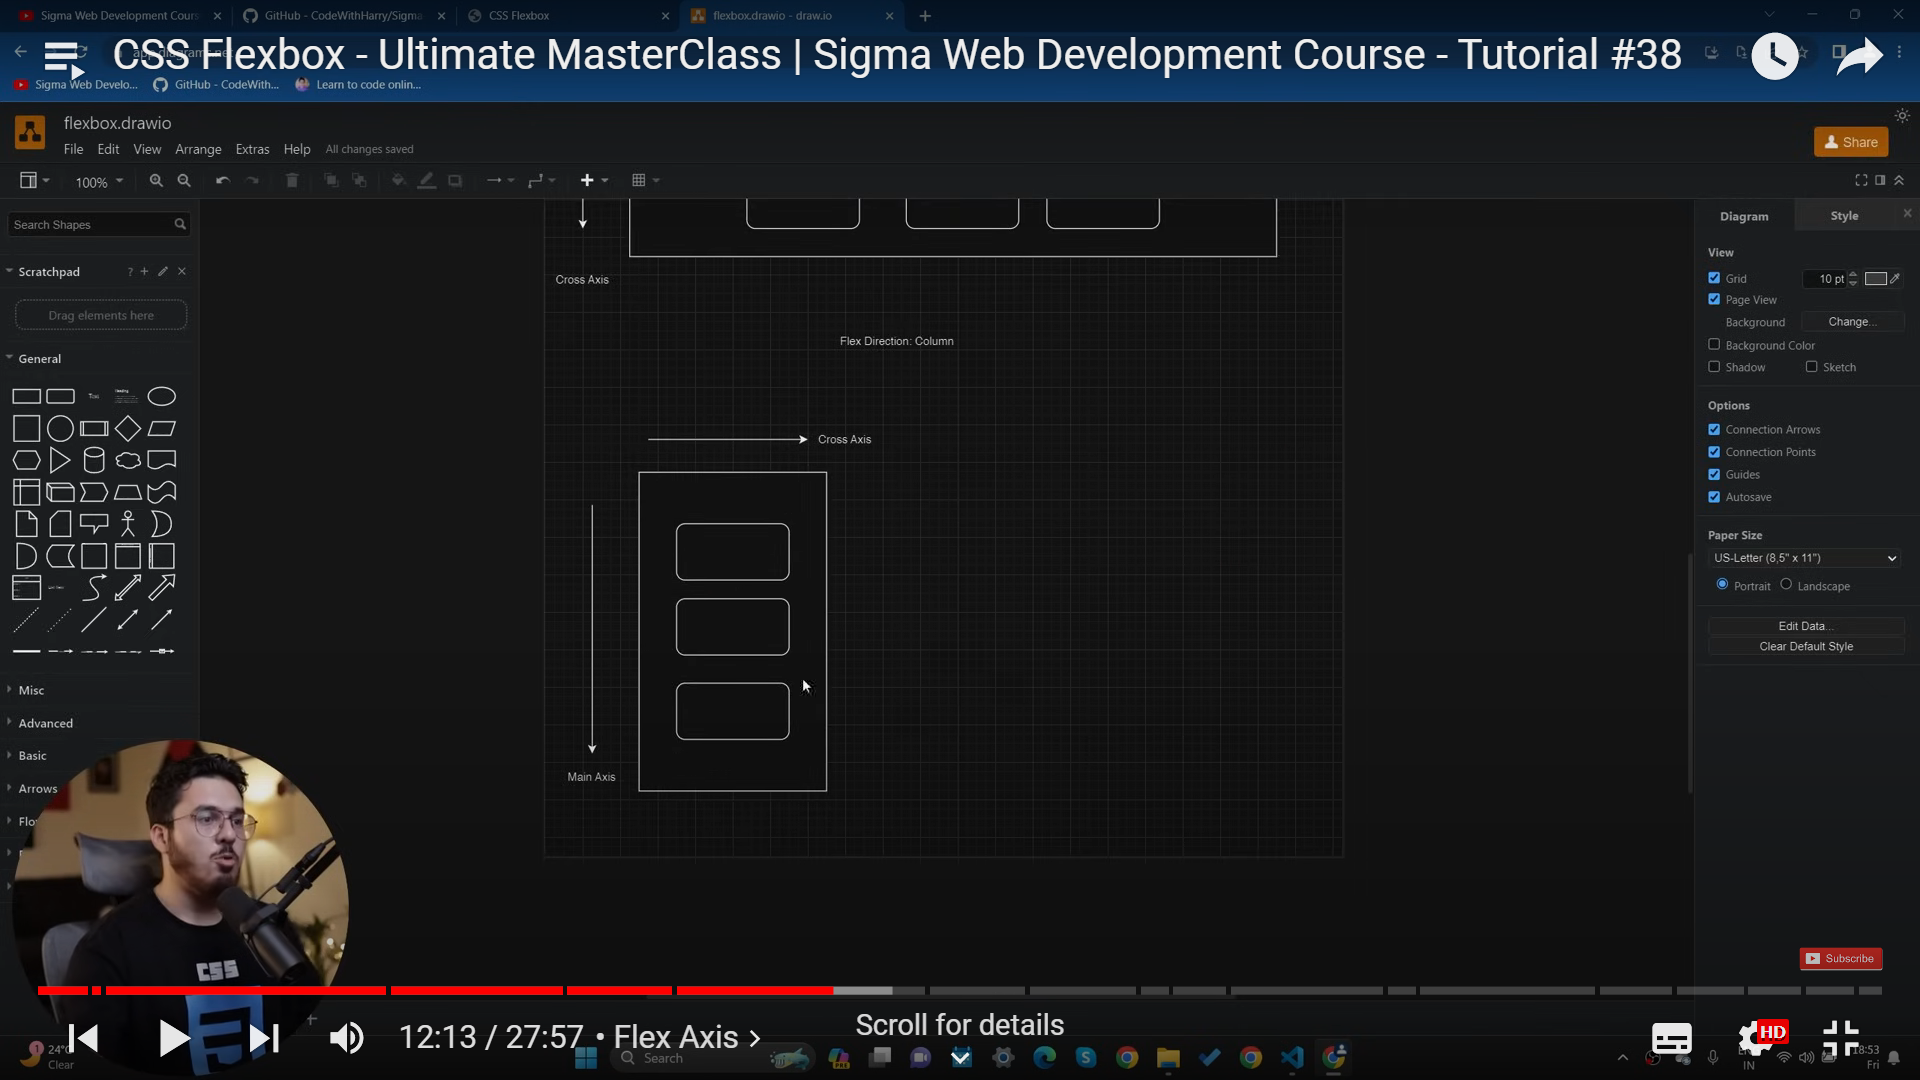 Sigma Web Development Cours
GitHub - CodeWithHarry/Sigma
CSS Flexbox
flexbox.drawio - draw.io
CSS Flexbox - Ultimate MasterClass | Sigma Web Development Course - Tutorial #38
Sigma Web Develo...
GitHub - CodeWith...
Learn to code onlin...
flexbox.drawio
File Edit View Arrange Extras Help All changes saved
Share
100%
Search Shapes
Diagram
Style
View
Scratchpad
Grid
10 pt
Cross Axis
Page View
Drag elements here
Background
Change...
Flex Direction: Column
Background Color
General
Shadow
Sketch
Options
Connection Arrows
Cross Axis
Connection Points
Guides
Autosave
Paper Size
US-Letter (8,5" x 11")
Portrait
Landscape
Edit Data...
Clear Default Style
Misc
Advanced
Basic
Main Axis
Arrows
Flo
Subscribe
CSS
12:13 / 27:57 • Flex Axis
Scroll for details
HD
1
24°C
Clear
Search
PRE
IN
18:53
Fri